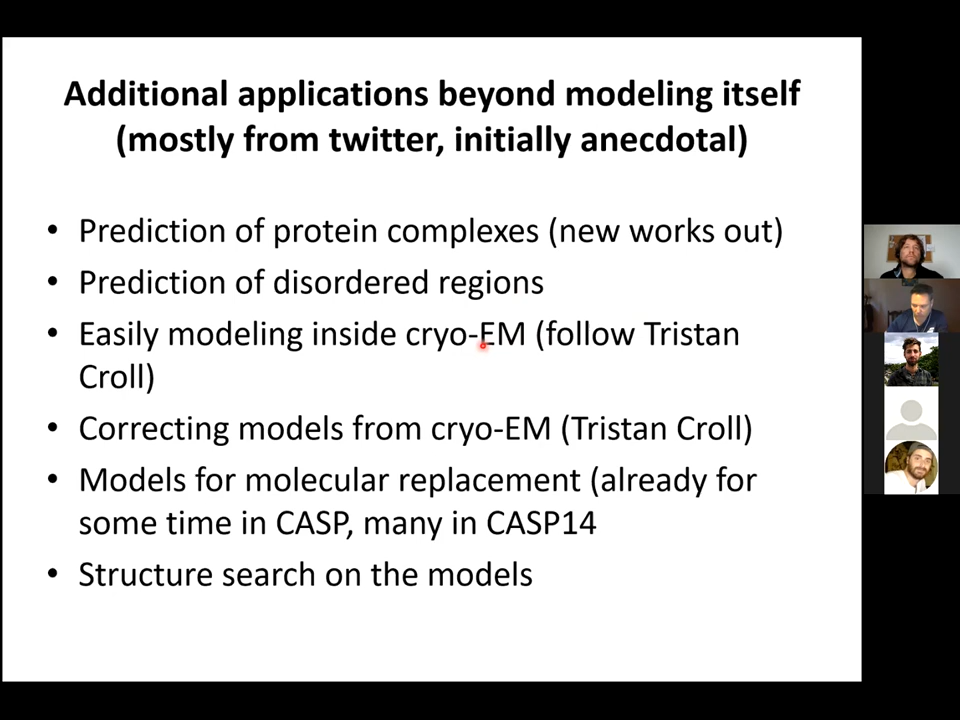 Additional applications beyond modeling itself
(mostly from twitter, initially anecdotal)
• Prediction of protein complexes (new works out)
• Prediction of disordered regions
• Easily modeling inside cryo-EM (follow Tristan
Croll)
• Correcting models from cryo-EM (Tristan Croll)
• Models for molecular replacement (already for
some time in CASP, many in CASP14
• Structure search on the models